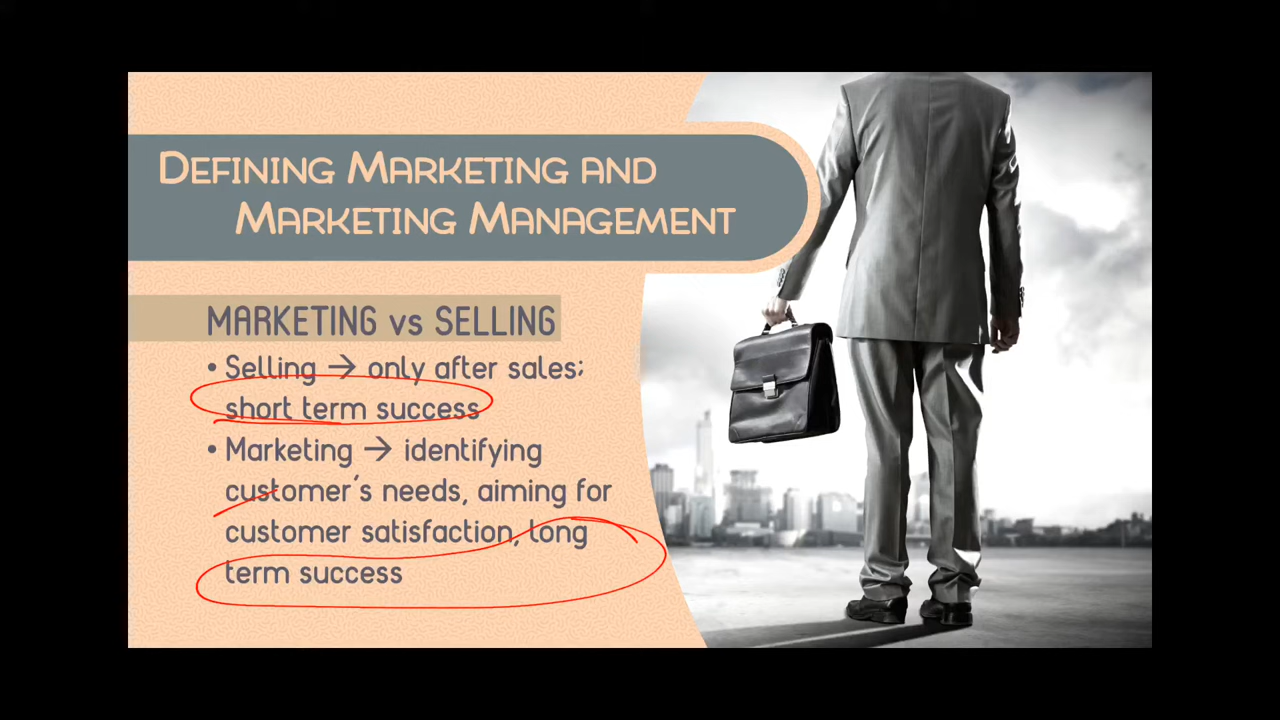 Defining Marketing and
Marketing Management
MARKETING vs SELLING
• Selling → only after sales;
short term success
• Marketing → identifying
customer's needs, aiming for
customer satisfaction, long
term success